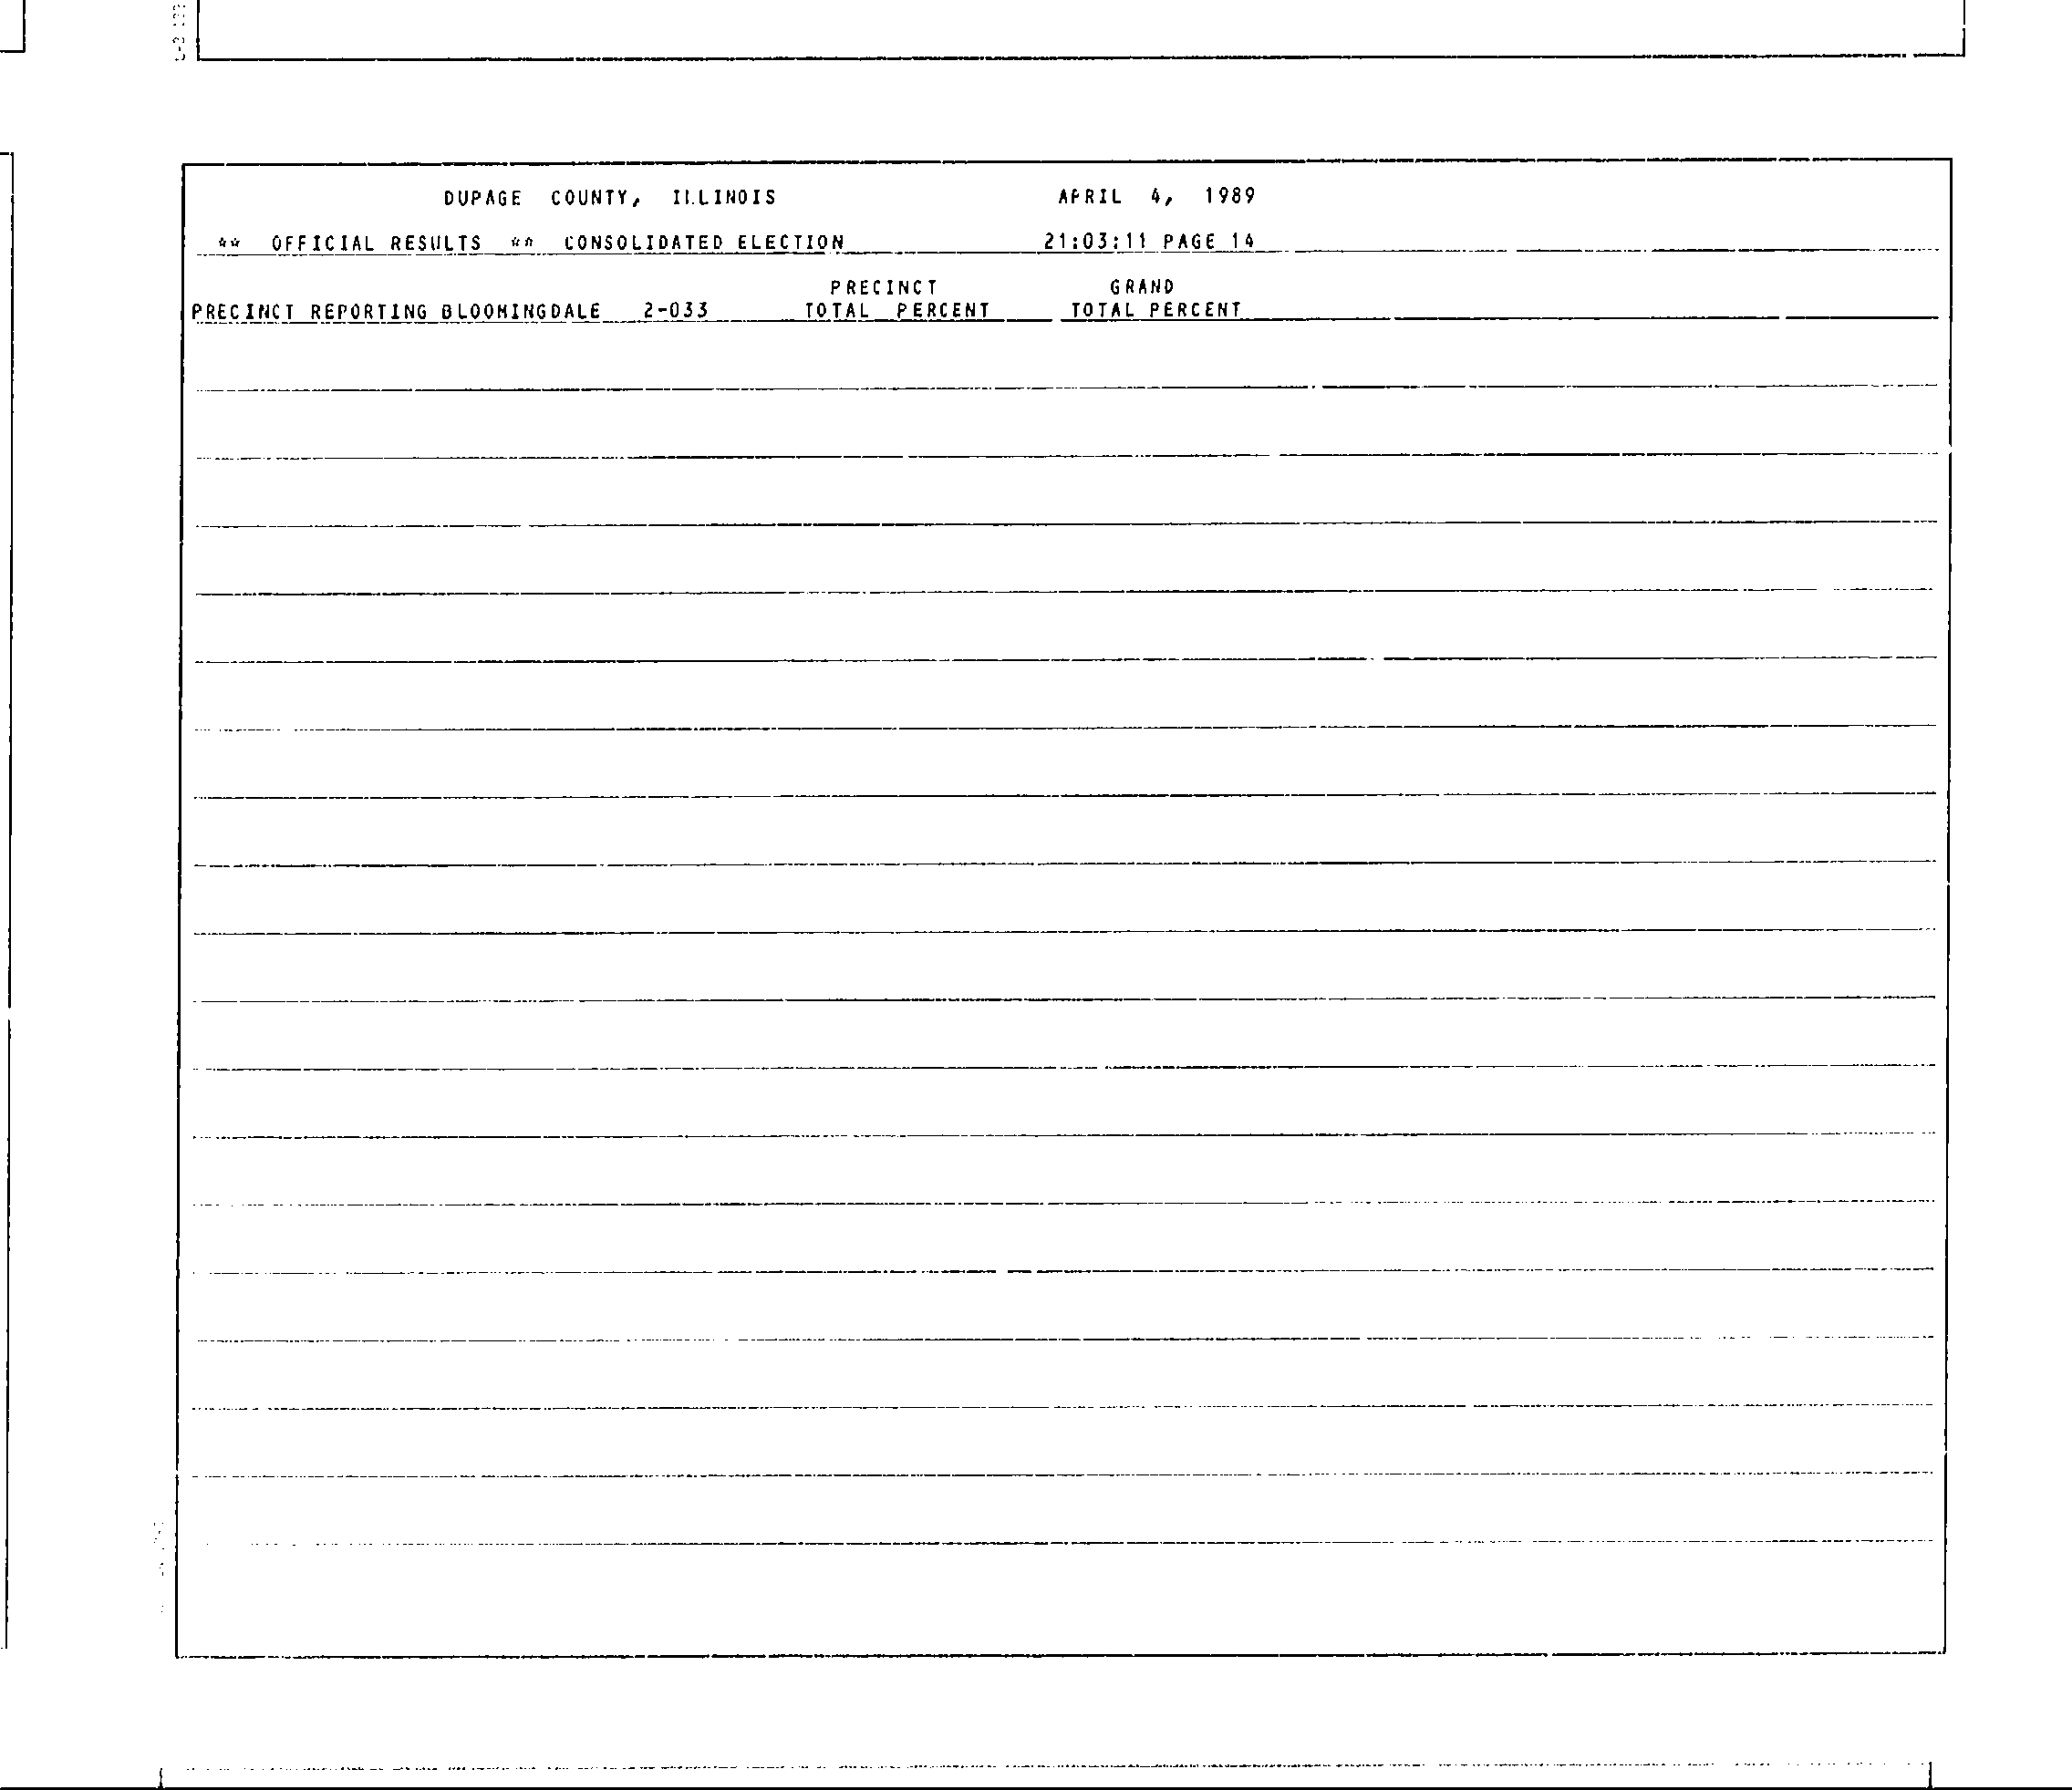 DUPAGE COUNTY, ILLINOIS APRIL 4, 1989
** OFFICIAL RESULTS ** CONSOLIDATED ELECTION 21:03:11 PAGE 14
PRECINCT GRAND
PRECINCT REPORTING BLOOMINGDALE 2-033 TOTAL PERCENT TOTAL PERCENT